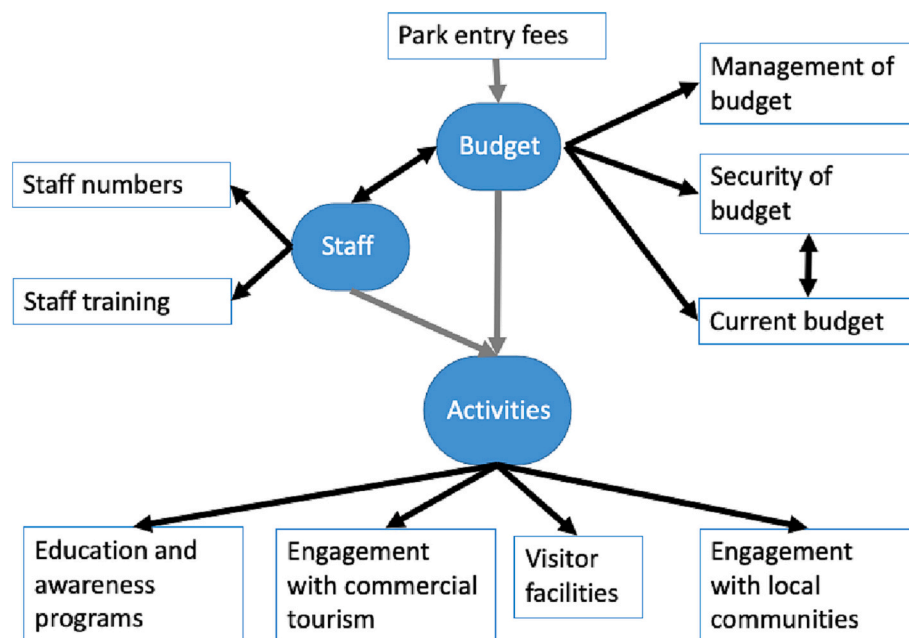 Park entry fees
Management of
budget
Budget
Staff numbers
Security of
budget
Staff
Staff training
Current budget
Activities
Education and
awareness
programs
Engagement
with commercial
tourism
Visitor
facilities
Engagement
with local
communities